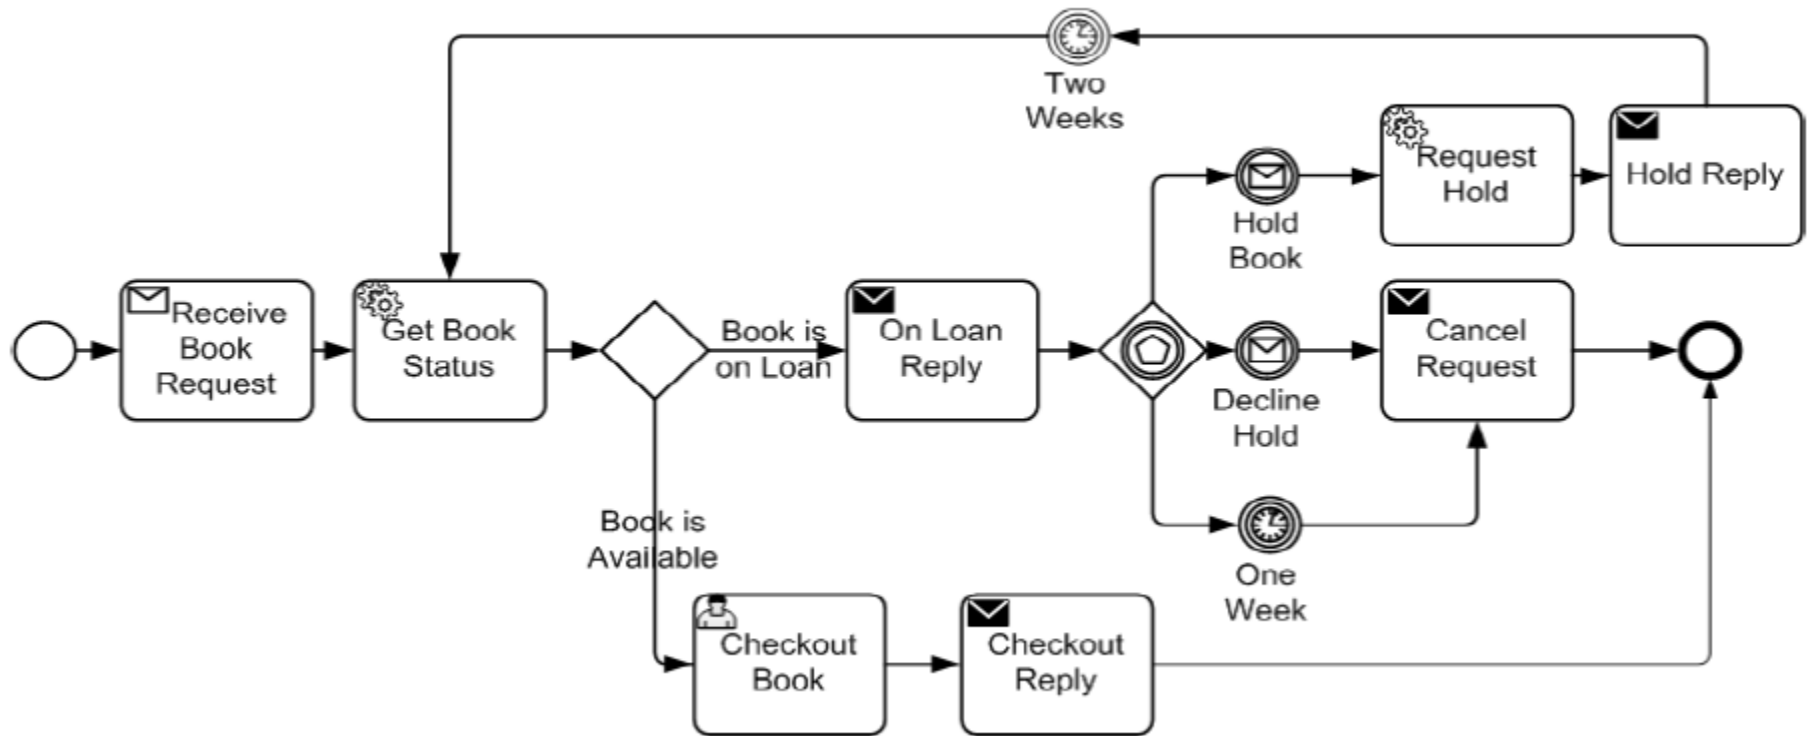 Two
Weeks
Request
Hold
Hold Reply
Hold
Book
Receive
Book
Request
Get Book
Status
Book is
on Loan
On Loan
Reply
Decline
Hold
Cancel
Request
Book is
Available
One
Week
Checkout
Book
Checkout
Reply